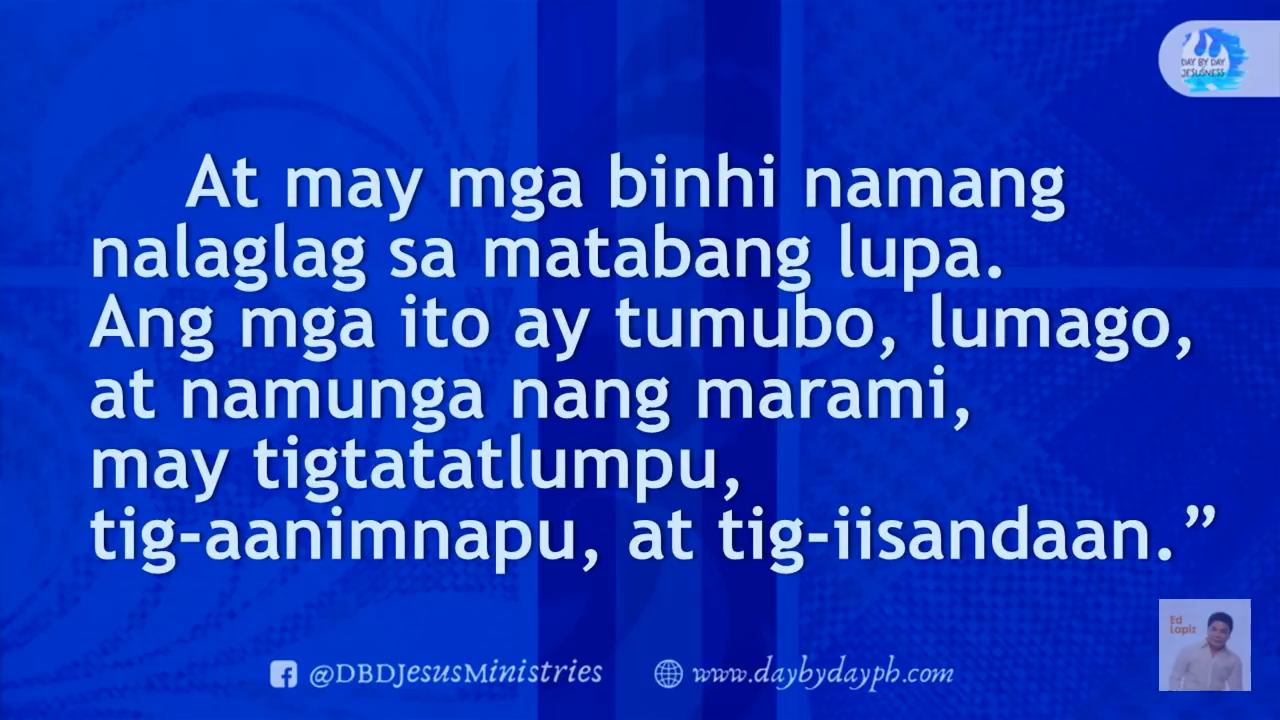 DAY BY DAY
JESUSNESS
At may mga binhi namang
nalaglag sa matabang lupa.
Ang mga ito ay tumubo, lumago,
at namunga nang marami,
may tigtatatlumpu,
tig-aanimnapu, at tig-iisandaan.”
Ed
Lapiz
@DBDJesusMinistries
www.daybydayph.com